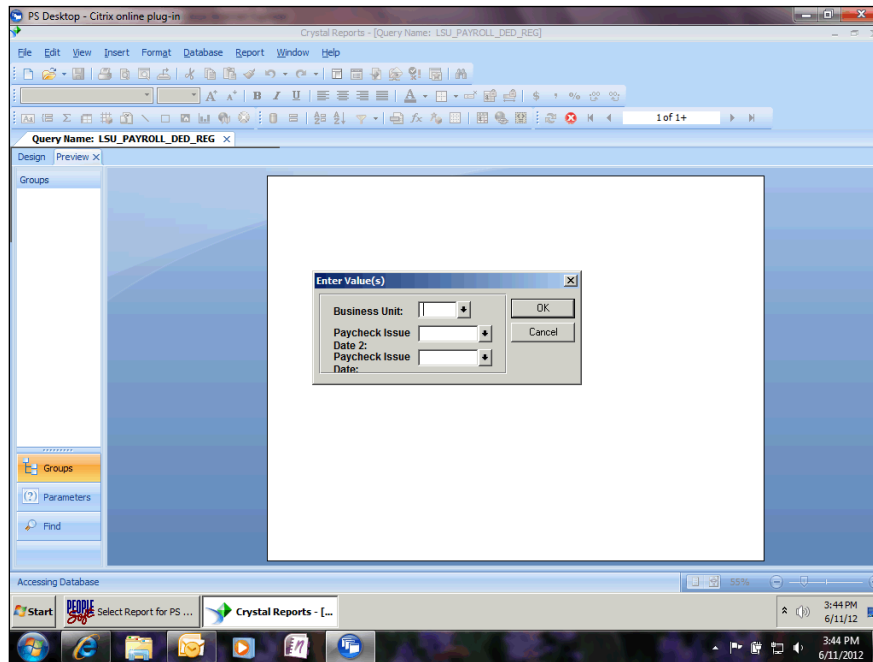 PS Desktop - Citrix online plug-in
Crystal Reports - [Query Name: LSU_PAYROLL_DED_REG]
File Edit View Insert Format Database Report Window Help
B I U
$ , %
1 of 1+
Query Name: LSU_PAYROLL_DED_REG
Design Preview
Groups
Enter Value(s)
Business Unit:
OK
Paycheck Issue
Date 2:
Cancel
Paycheck Issue
Date:
Groups
Parameters
Find
Accessing Database
55%
Start
PEOPLE Soft
Select Report for PS ...
Crystal Reports - [...
3:44 PM
6/11/12
3:44 PM
6/11/2012